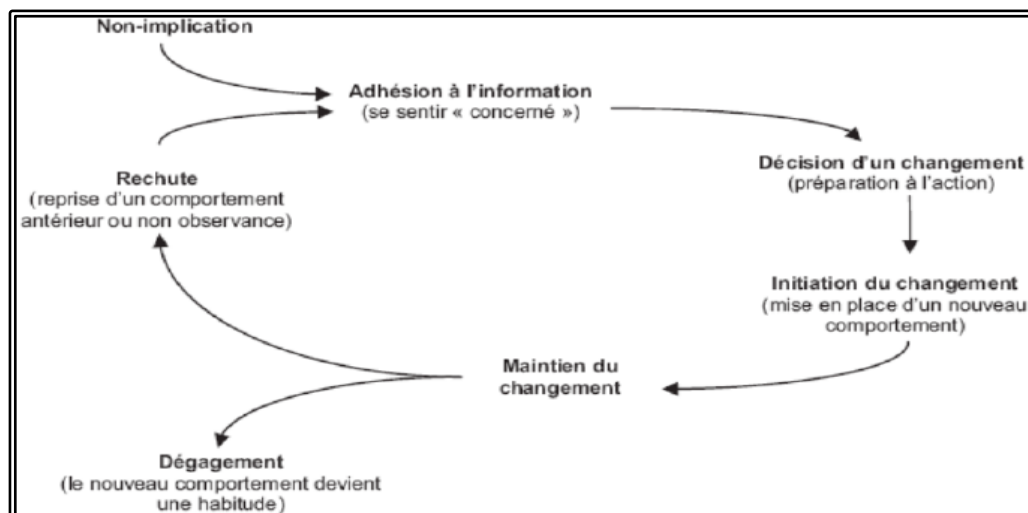 Non-implication
Adhésion à l'information
(se sentir « concerné »)
Décision d'un changement
(préparation à l'action)
Rechute
(reprise d'un comportement
antérieur ou non observance)
Initiation du changement
(mise en place d'un nouveau
comportement)
Maintien du
changement
Dégagement
(le nouveau comportement devient
une habitude)